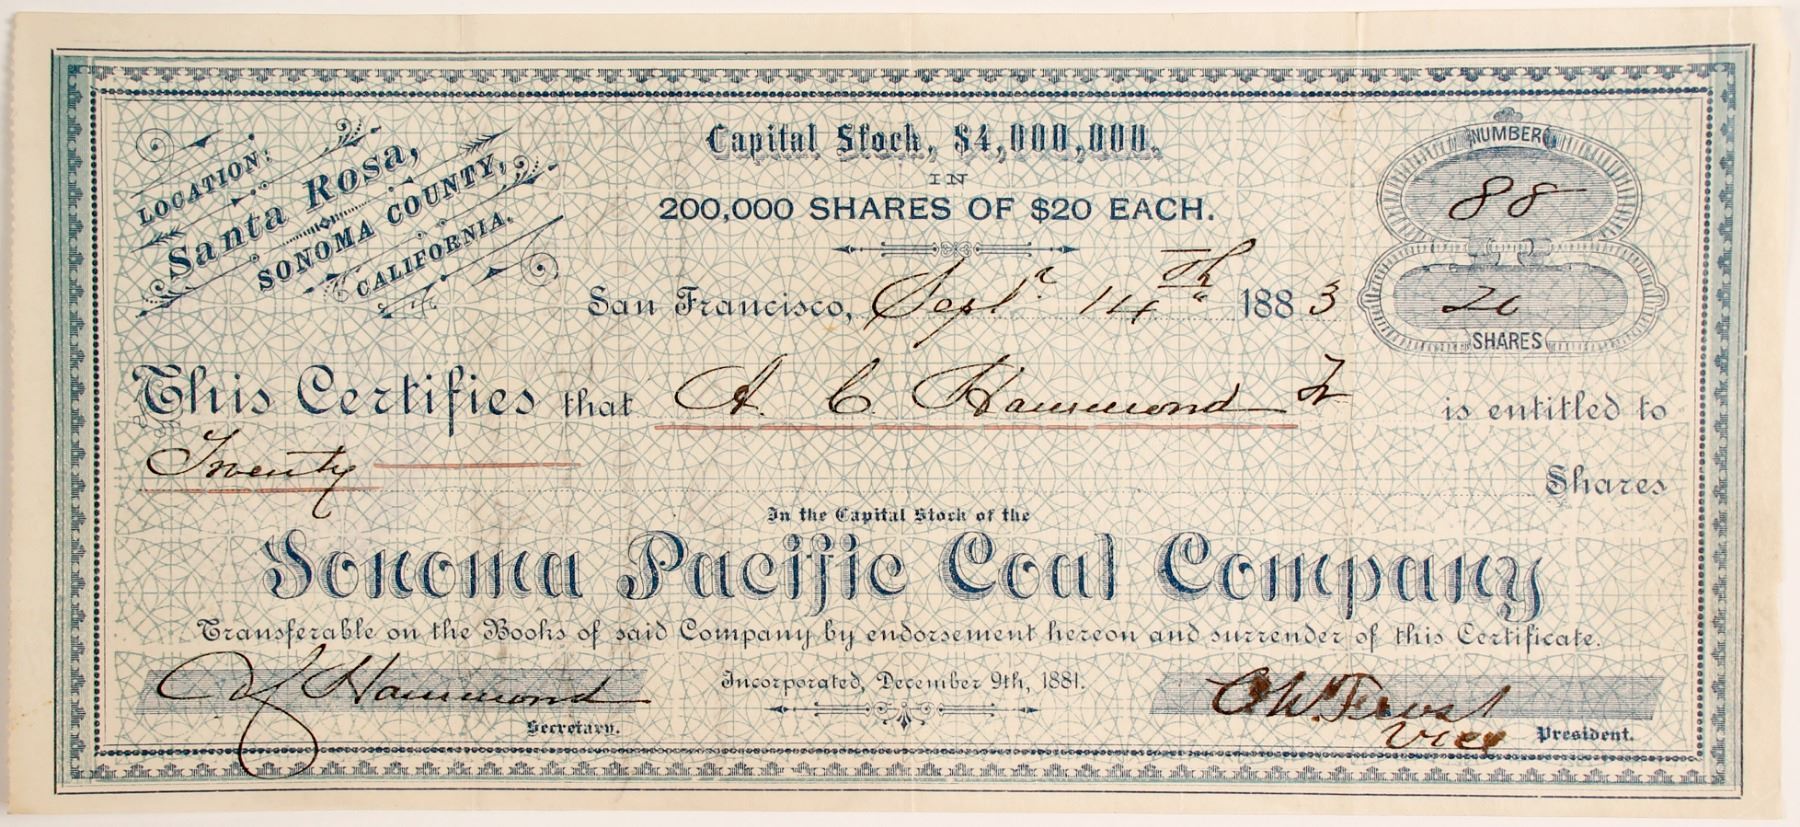 LOCATION:
Santa Rosa,
SONOMA COUNTY,
CALIFORNIA.
Capital Stock, $4,000,000.
IN
200,000 SHARES OF $20 EACH.
NUMBER
88
20
SHARES
San Francisco, Septr 14th 1883
This Certifies that A. C. Hammond Jr is entitled to
Twenty Shares
In the Capital Stock of the
Sonoma Pacific Coal Company
Transferable on the Books of said Company by endorsement hereon and surrender of this Certificate.
Hammond
Secretary.
Incorporated, December 9th, 1881.
Vice President.